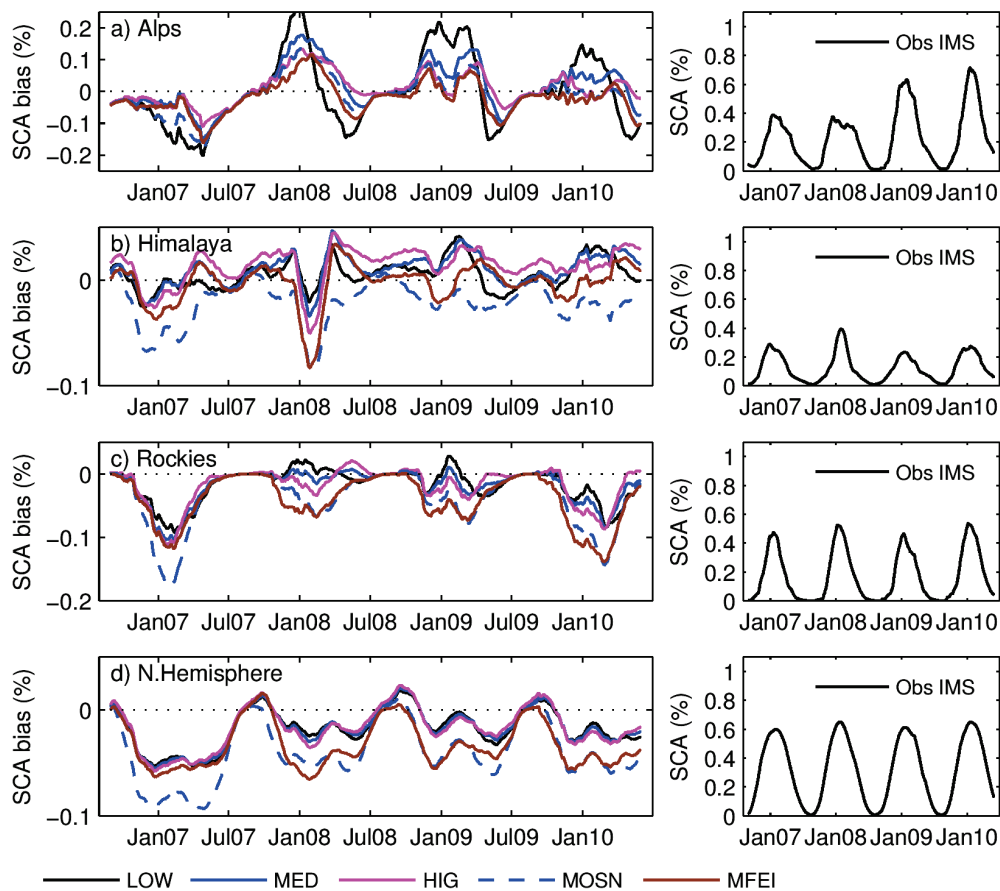 a) Alps
SCA bias (%)
0.2
0.1
0
−0.1
−0.2
Jan07 Jul07 Jan08 Jul08 Jan09 Jul09 Jan10
SCA (%)
1
0.8
0.6
0.4
0.2
0
Obs IMS
Jan07 Jan08 Jan09 Jan10
b) Himalaya
SCA bias (%)
0
−0.1
Jan07 Jul07 Jan08 Jul08 Jan09 Jul09 Jan10
SCA (%)
1
0.8
0.6
0.4
0.2
0
Obs IMS
Jan07 Jan08 Jan09 Jan10
c) Rockies
SCA bias (%)
0
−0.1
−0.2
Jan07 Jul07 Jan08 Jul08 Jan09 Jul09 Jan10
SCA (%)
1
0.8
0.6
0.4
0.2
0
Obs IMS
Jan07 Jan08 Jan09 Jan10
d) N.Hemisphere
SCA bias (%)
0
−0.1
Jan07 Jul07 Jan08 Jul08 Jan09 Jul09 Jan10
SCA (%)
1
0.8
0.6
0.4
0.2
0
Obs IMS
Jan07 Jan08 Jan09 Jan10
LOW MED HIG MOSN MFEI